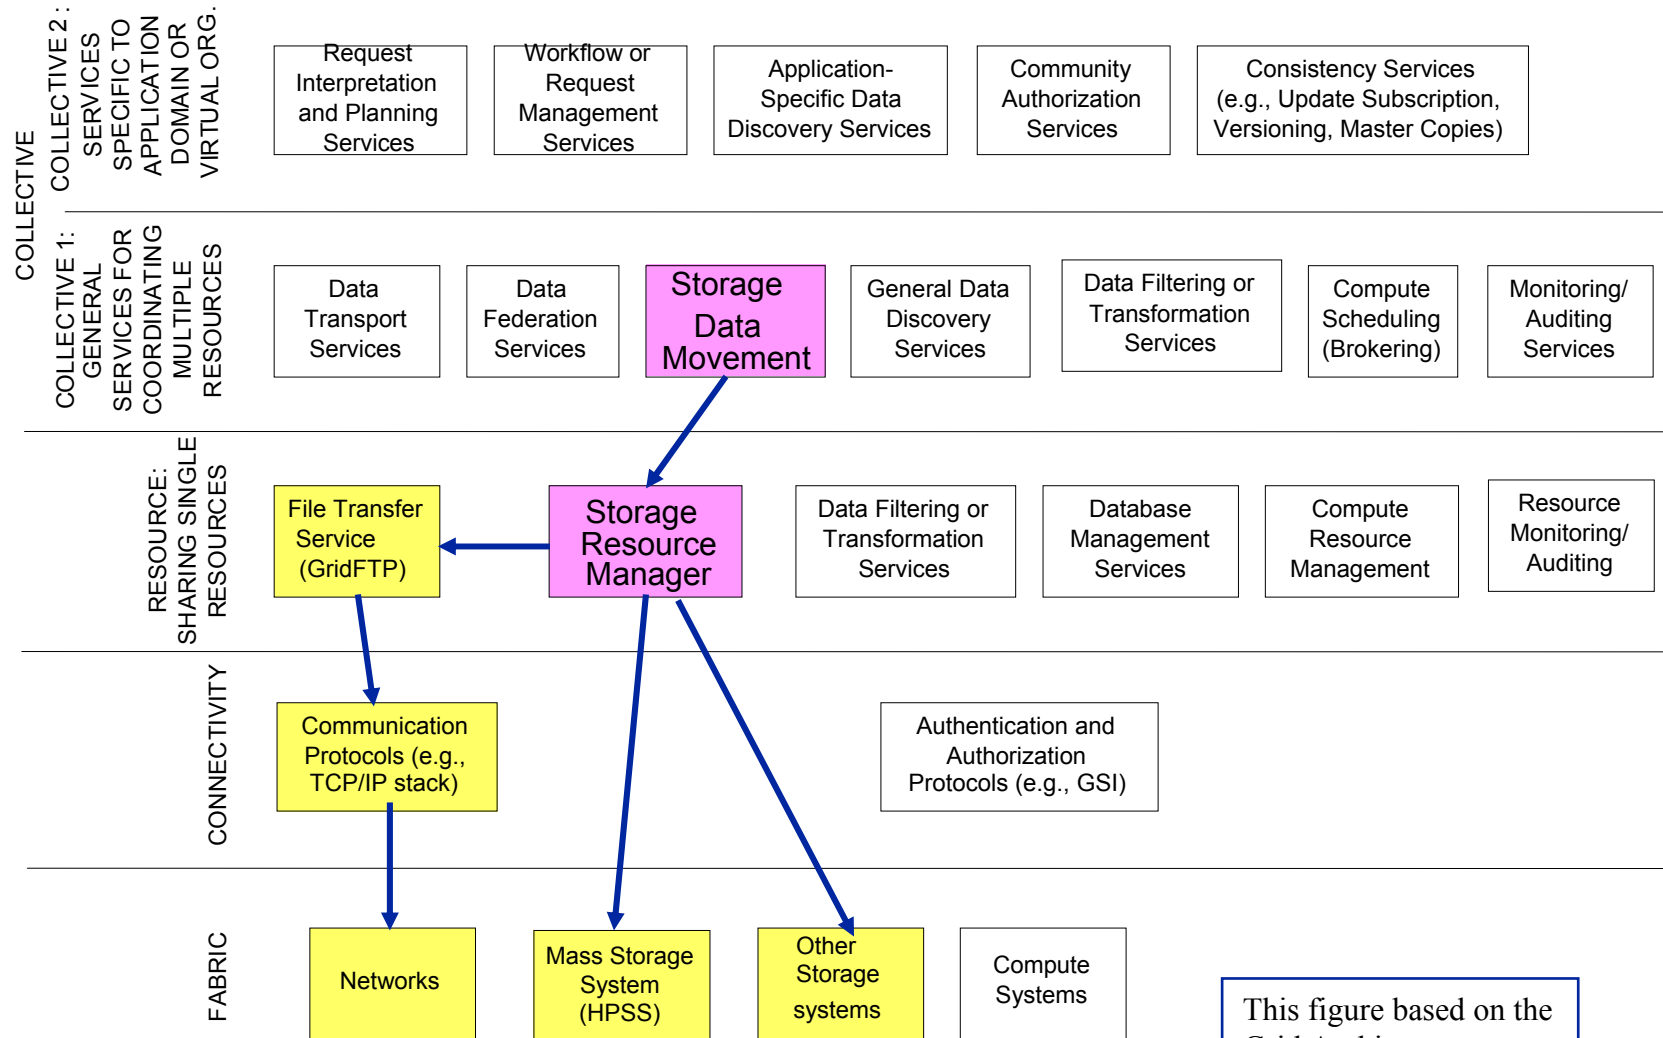 COLLECTIVE
COLLECTIVE 2 :
SERVICES
SPECIFIC TO
APPLICATION
DOMAIN OR
VIRTUAL ORG.
Request
Interpretation
and Planning
Services
Workflow or
Request
Management
Services
Application-
Specific Data
Discovery Services
Community
Authorization
Services
Consistency Services
(e.g., Update Subscription,
Versioning, Master Copies)
COLLECTIVE 1:
GENERAL
SERVICES FOR
COORDINATING
MULTIPLE
RESOURCES
Data
Transport
Services
Data
Federation
Services
Storage
Data
Movement
General Data
Discovery
Services
Data Filtering or
Transformation
Services
Compute
Scheduling
(Brokering)
Monitoring/
Auditing
Services
RESOURCE:
SHARING SINGLE
RESOURCES
File Transfer
Service
(GridFTP)
Storage
Resource
Manager
Data Filtering or
Transformation
Services
Database
Management
Services
Compute
Resource
Management
Resource
Monitoring/
Auditing
CONNECTIVITY
Communication
Protocols (e.g.,
TCP/IP stack)
Authentication and
Authorization
Protocols (e.g., GSI)
FABRIC
Networks
Mass Storage
System
(HPSS)
Other
Storage
systems
Compute
Systems
This figure based on the